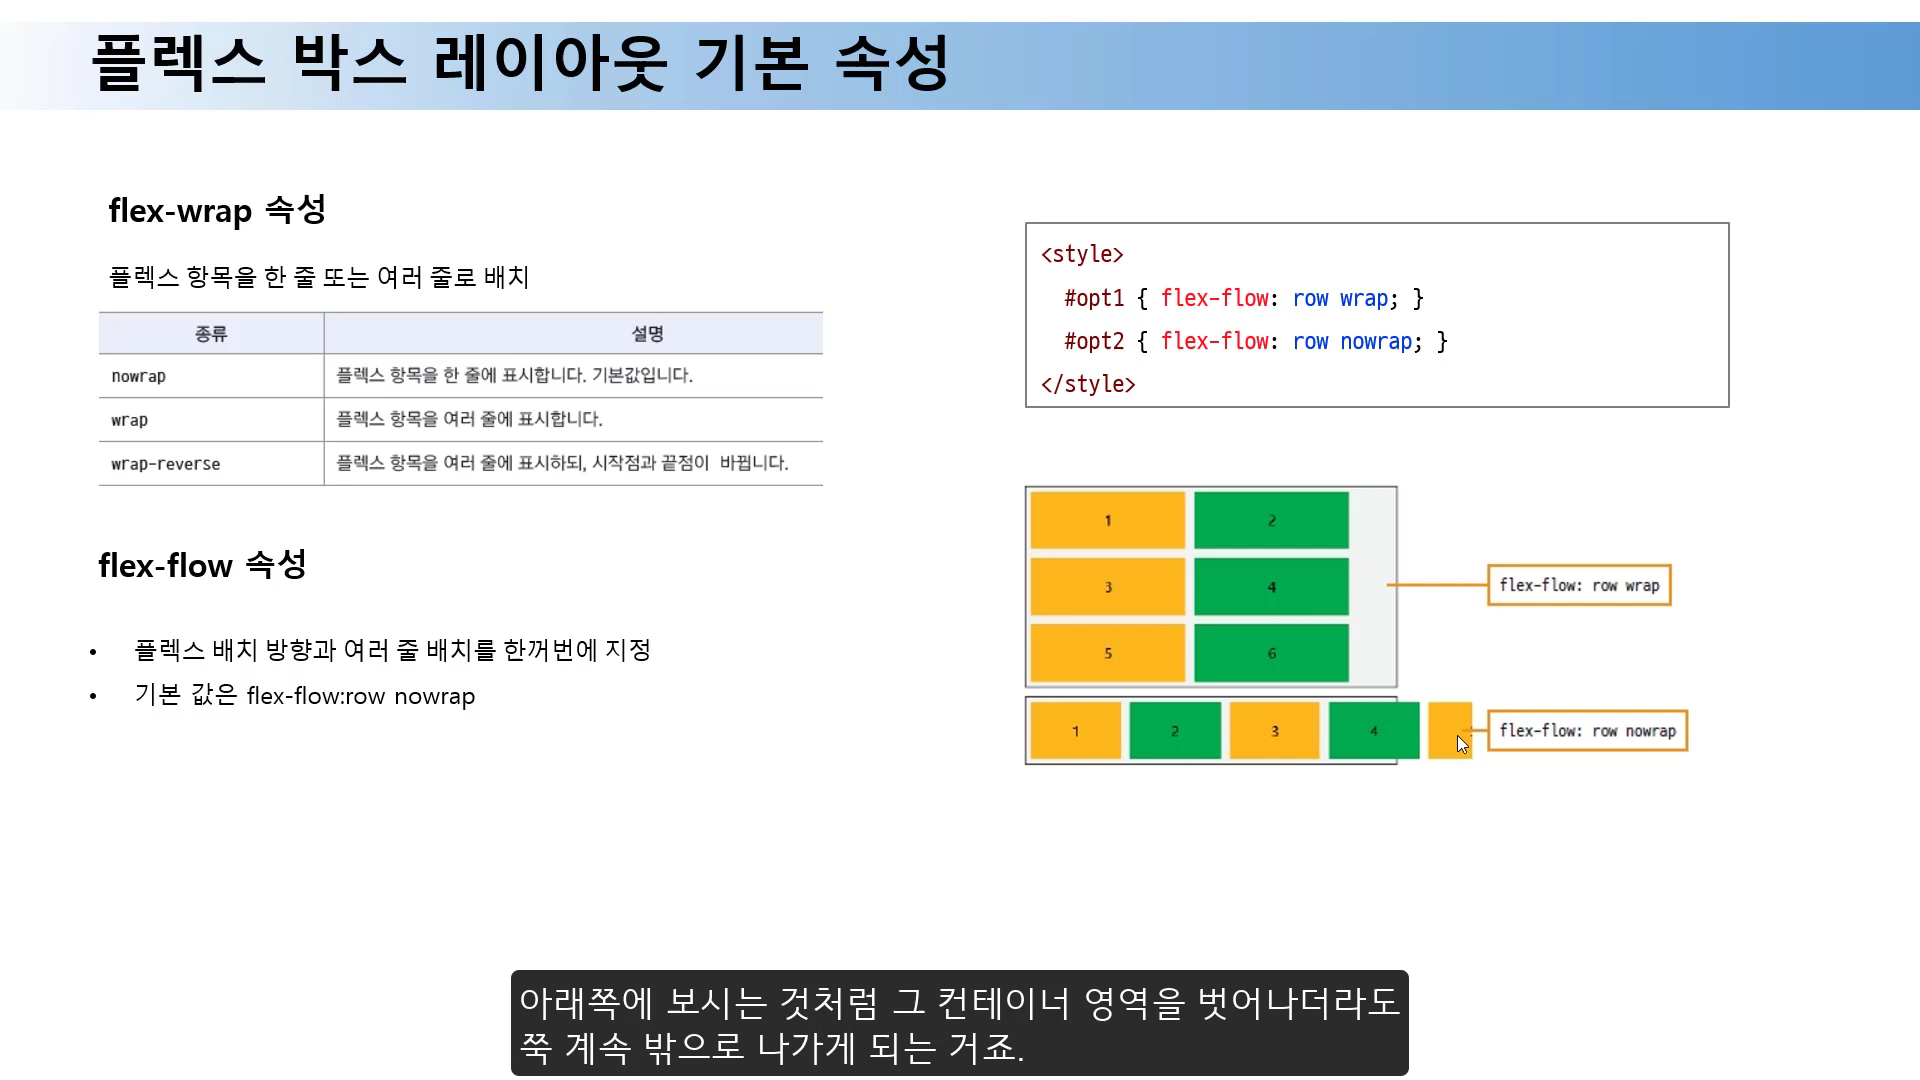 플렉스 박스 레이아웃 기본 속성
flex-wrap 속성
플렉스 항목을 한 줄 또는 여러 줄로 배치
종류 설명
nowrap 플렉스 항목을 한 줄에 표시합니다. 기본값입니다.
wrap 플렉스 항목을 여러 줄에 표시합니다.
wrap-reverse 플렉스 항목을 여러 줄에 표시하되, 시작점과 끝점이 바뀝니다.
flex-flow 속성
• 플렉스 배치 방향과 여러 줄 배치를 한꺼번에 지정
• 기본 값은 flex-flow:row nowrap
<style>
#opt1 { flex-flow: row wrap; }
#opt2 { flex-flow: row nowrap; }
</style>
1 2
3 4
flex-flow: row wrap
5 6
1 2 3 4
flex-flow: row nowrap
아래쪽에 보시는 것처럼 그 컨테이너 영역을 벗어나더라도
쭉 계속 밖으로 나가게 되는 거죠.